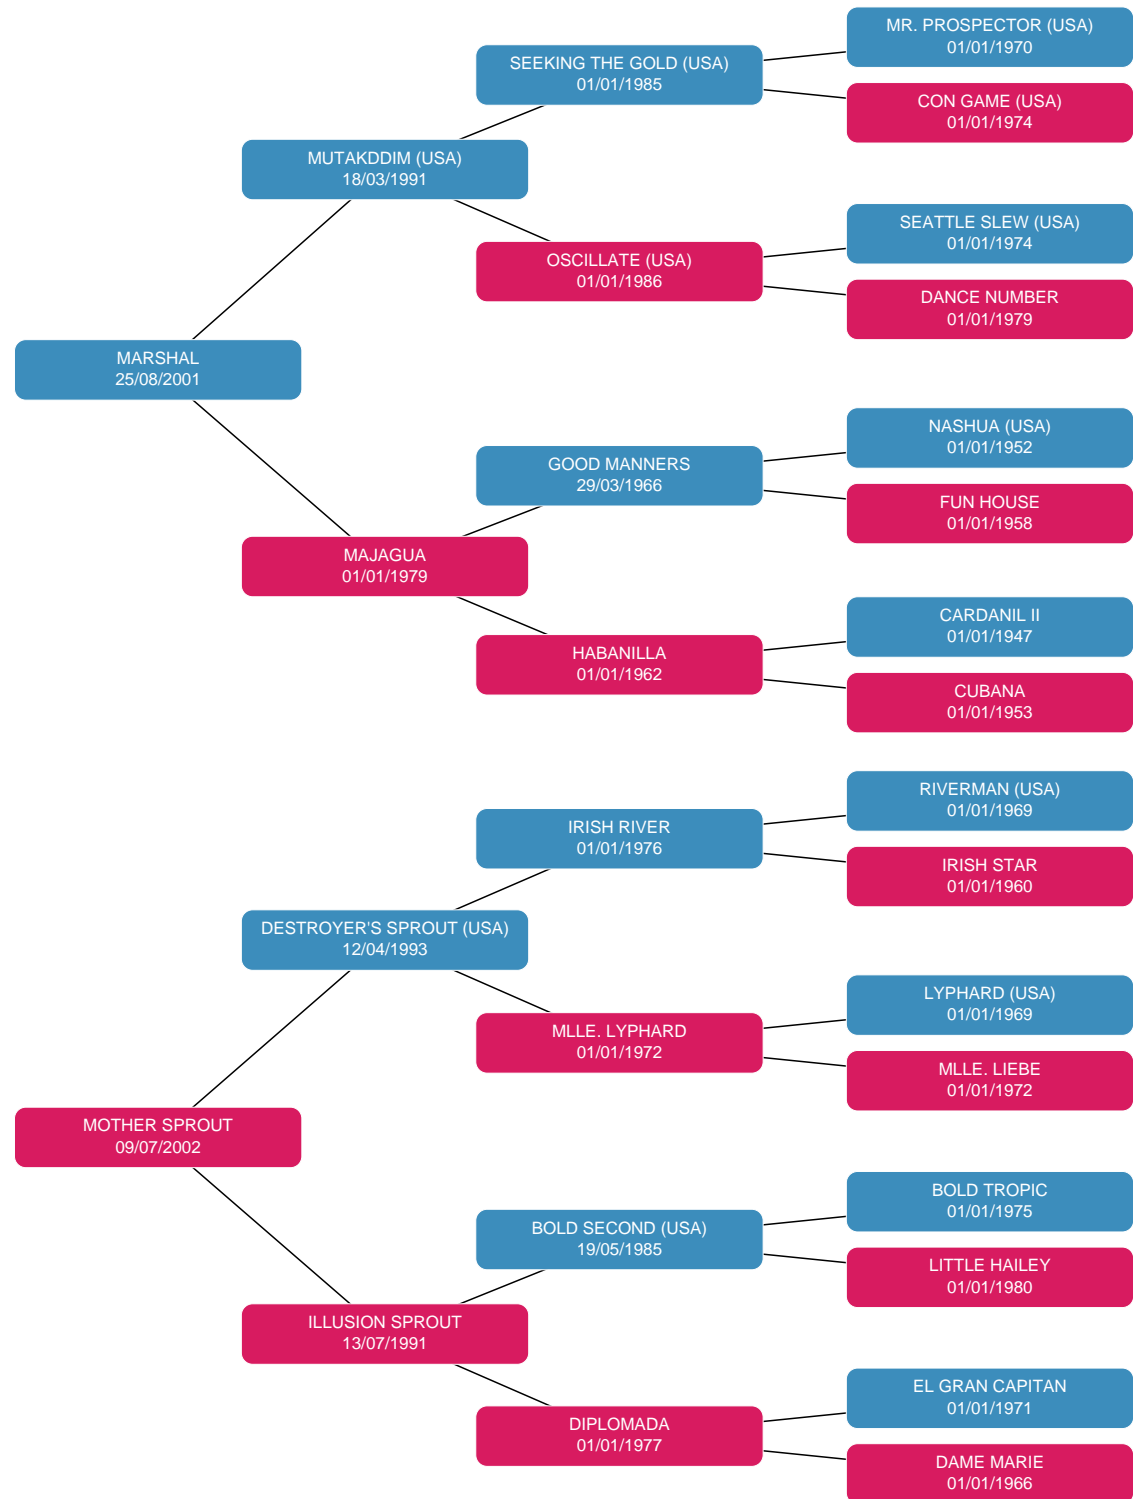 MR. PROSPECTOR (USA)
01/01/1970
SEEKING THE GOLD (USA)
01/01/1985
CON GAME (USA)
01/01/1974
MUTAKDDIM (USA)
18/03/1991
SEATTLE SLEW (USA)
01/01/1974
OSCILLATE (USA)
01/01/1986
DANCE NUMBER
01/01/1979
MARSHAL
25/08/2001
NASHUA (USA)
01/01/1952
GOOD MANNERS
29/03/1966
FUN HOUSE
01/01/1958
MAJAGUA
01/01/1979
CARDANIL II
01/01/1947
HABANILLA
01/01/1962
CUBANA
01/01/1953
RIVERMAN (USA)
01/01/1969
IRISH RIVER
01/01/1976
IRISH STAR
01/01/1960
DESTROYER'S SPROUT (USA)
12/04/1993
LYPHARD (USA)
01/01/1969
MLLE. LYPHARD
01/01/1972
MLLE. LIEBE
01/01/1972
MOTHER SPROUT
09/07/2002
BOLD TROPIC
01/01/1975
BOLD SECOND (USA)
19/05/1985
LITTLE HAILEY
01/01/1980
ILLUSION SPROUT
13/07/1991
EL GRAN CAPITAN
01/01/1971
DIPLOMADA
01/01/1977
DAME MARIE
01/01/1966